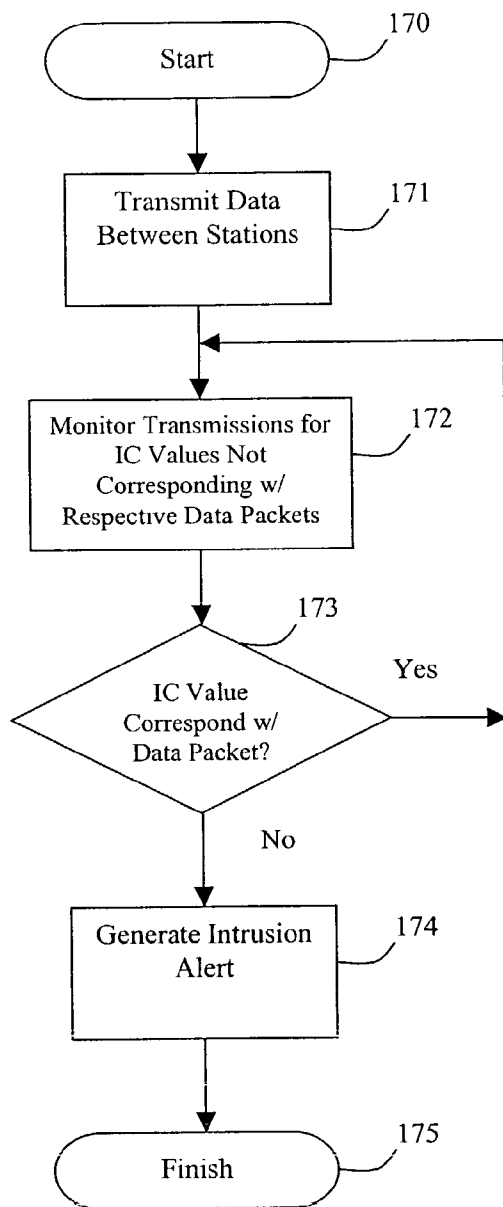 170
Start
171
Transmit Data
Between Stations
172
Monitor Transmissions for
IC Values Not
Corresponding w/
Respective Data Packets
173
Yes
IC Value
Correspond w/
Data Packet?
No
174
Generate Intrusion
Alert
175
Finish